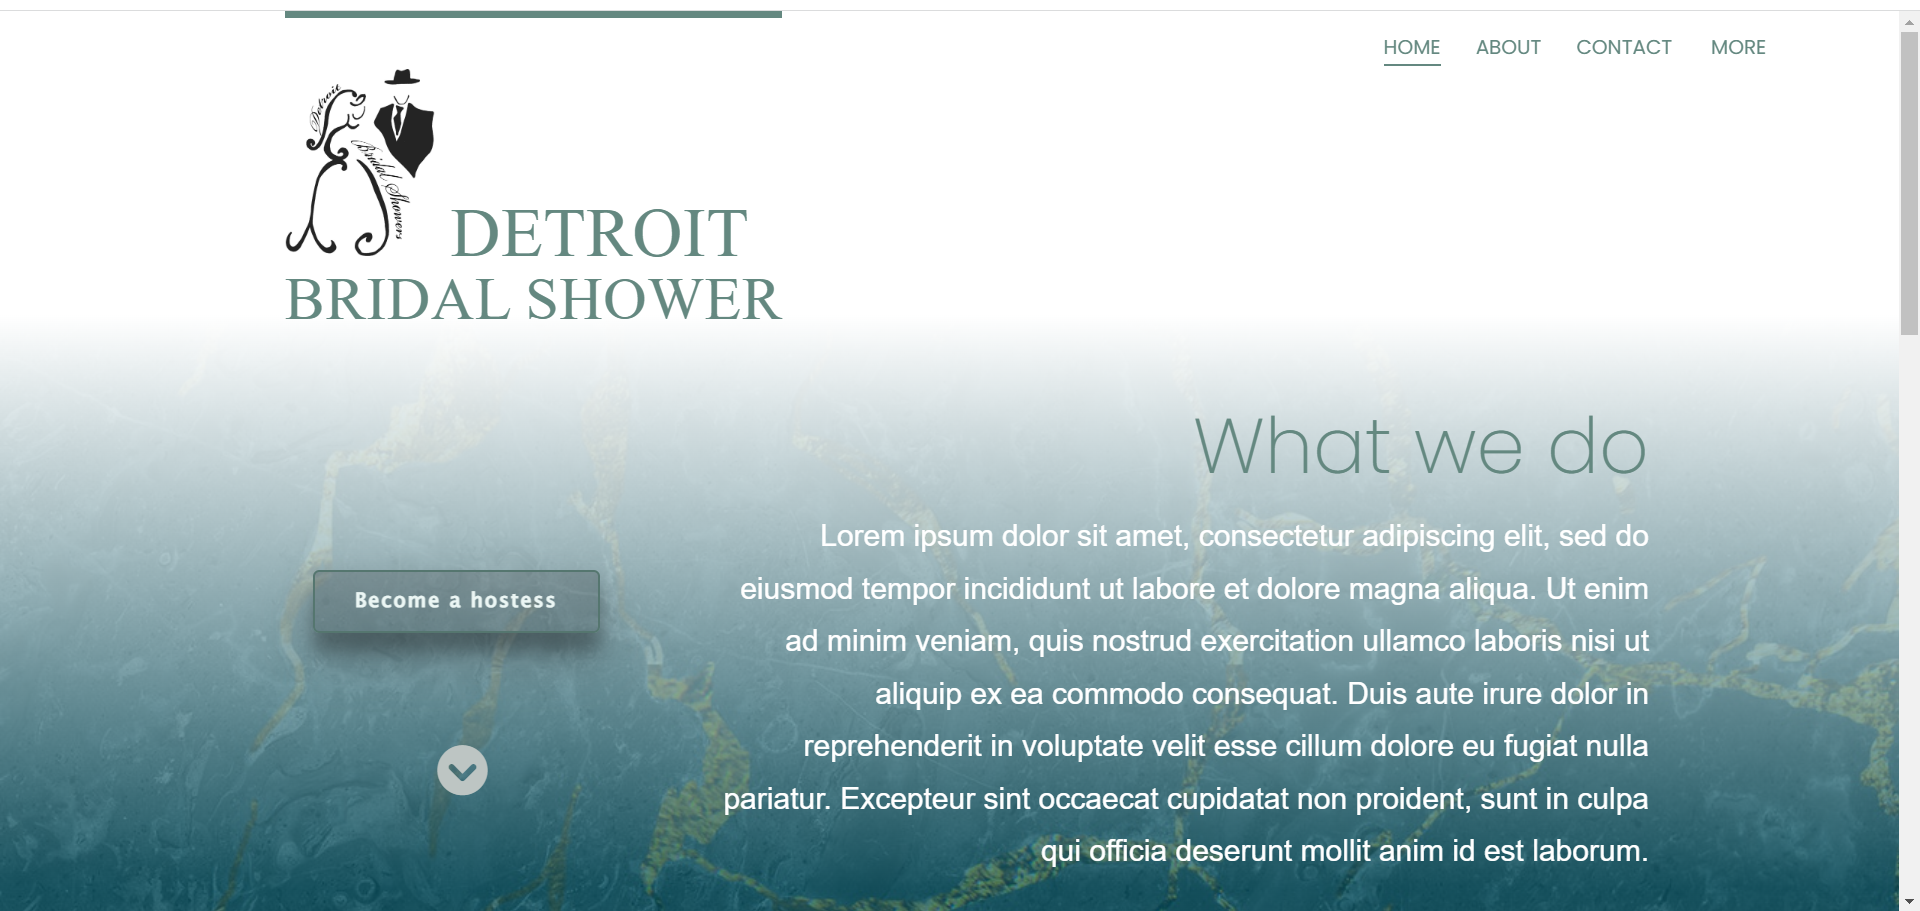 HOME ABOUT CONTACT MORE
Detroit
Bridal Showers
DETROIT
BRIDAL SHOWER
What we do
Lorem ipsum dolor sit amet, consectetur adipiscing elit, sed do
eiusmod tempor incididunt ut labore et dolore magna aliqua. Ut enim
ad minim veniam, quis nostrud exercitation ullamco laboris nisi ut
aliquip ex ea commodo consequat. Duis aute irure dolor in
reprehenderit in voluptate velit esse cillum dolore eu fugiat nulla
pariatur. Excepteur sint occaecat cupidatat non proident, sunt in culpa
qui officia deserunt mollit anim id est laborum.
Become a hostess